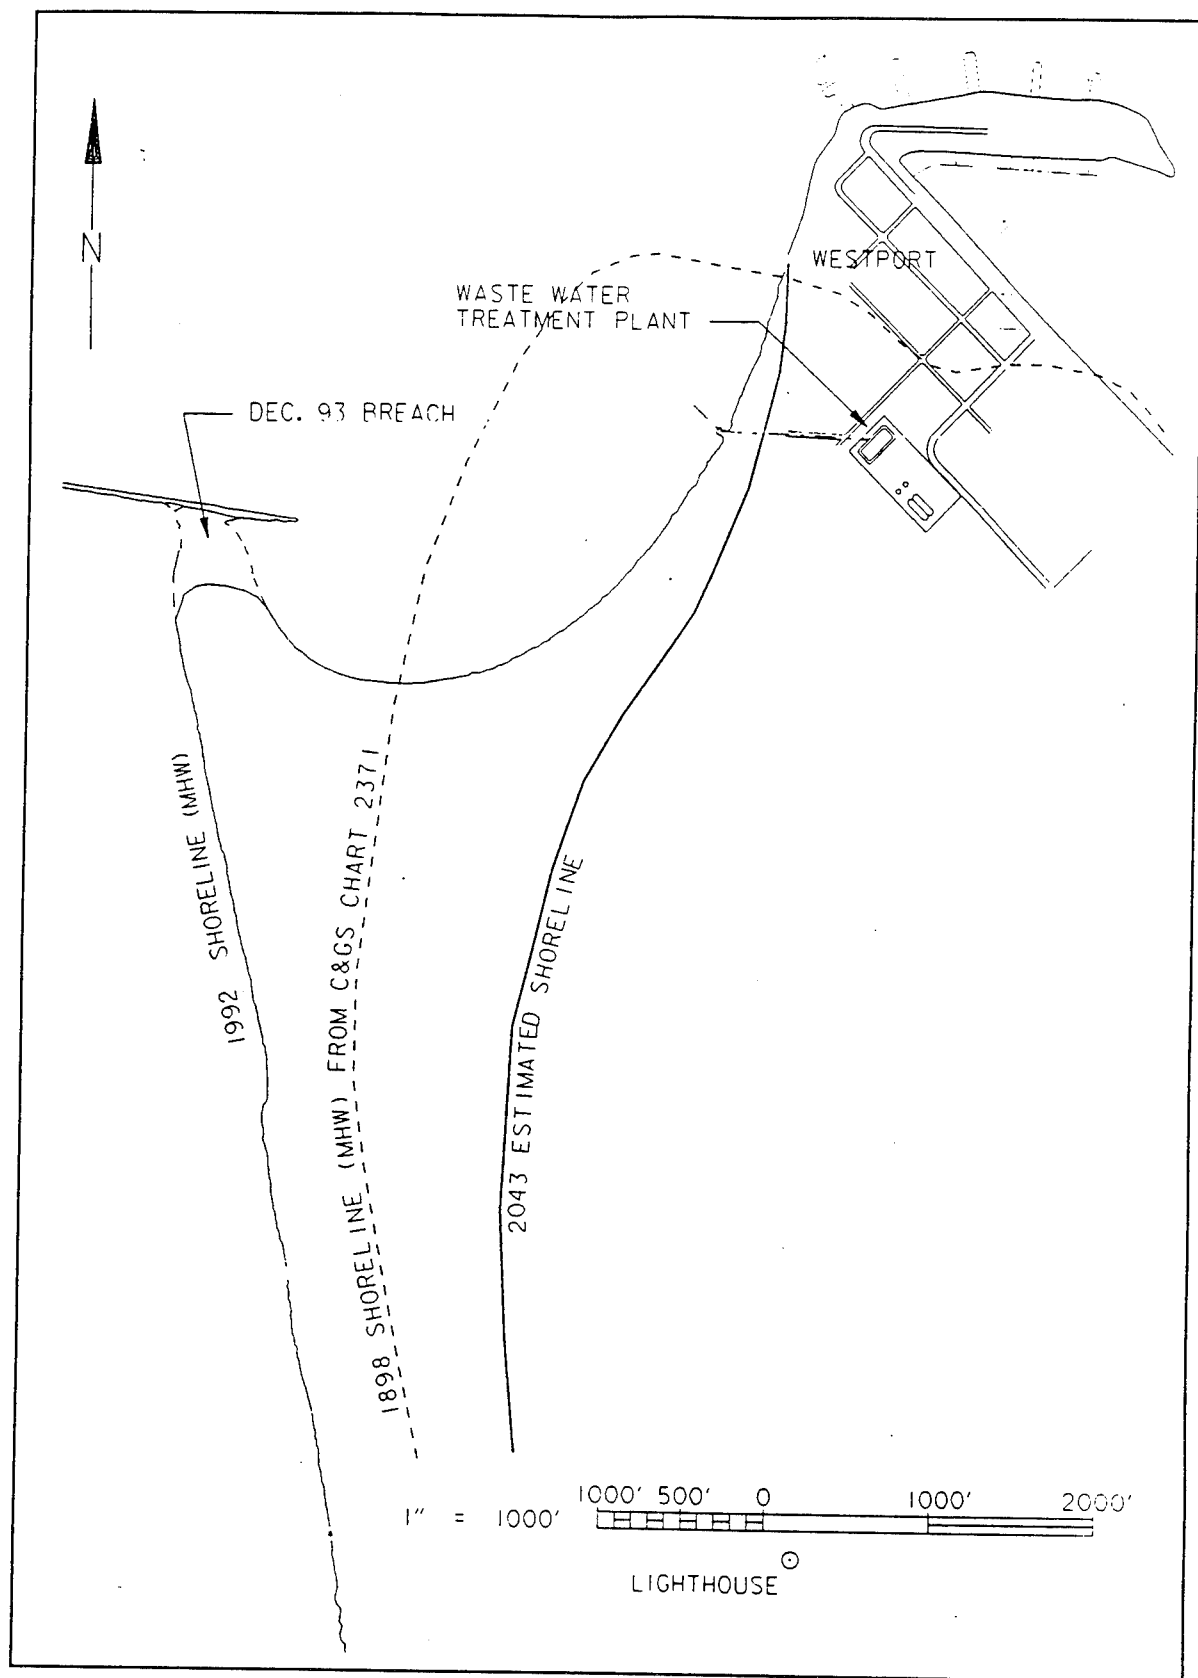 N
WESTPORT
WASTE WATER
TREATMENT PLANT
DEC. 93 BREACH
1992 SHORELINE (MHW)
1898 SHORELINE (MHW) FROM C&GS CHART 2371
2043 ESTIMATED SHORELINE
1000' 500' 0 1000' 2000'
1" = 1000'
LIGHTHOUSE